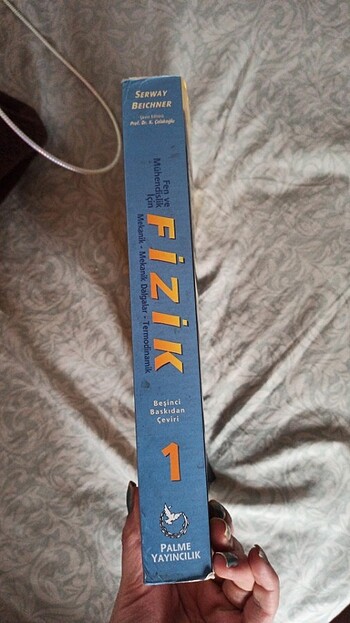 SERWAY
BEICHNER
Çeviri Editörü
Prof. Dr. K. Çolakoğlu
Fen ve
Mühendislik
İçin
FİZİK
Mekanik - Mekanik Dalgalar - Termodinamik
Beşinci
Baskıdan
Çeviri
1
PALME
YAYINCILIK